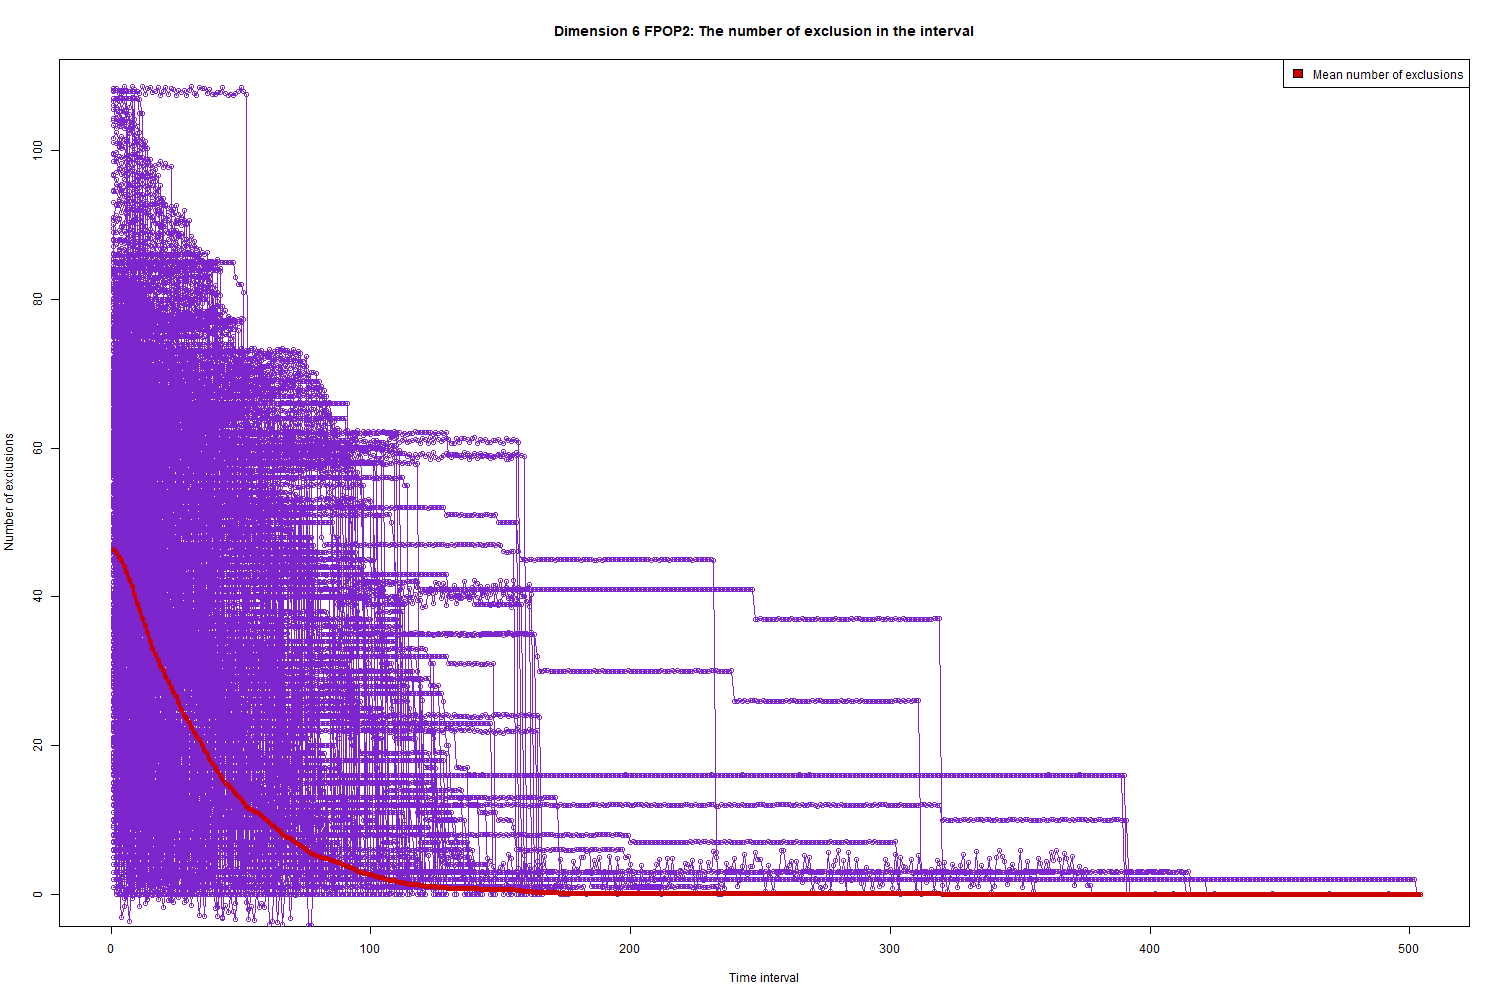 Dimension 6 FPOP2: The number of exclusion in the interval
Mean number of exclusions
Number of exclusions
100
80
60
40
20
0
0 100 200 300 400 500
Time interval